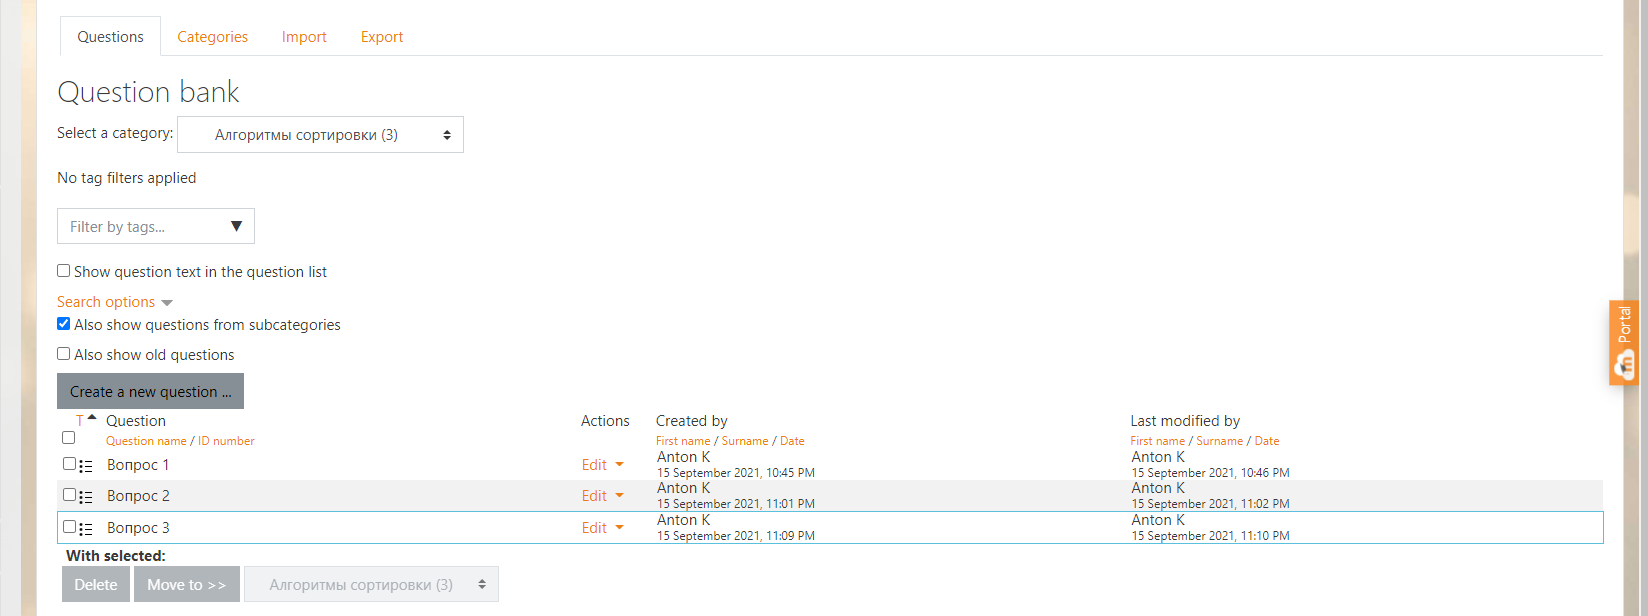 Questions Categories Import Export
Question bank
Select a category: Алгоритмы сортировки (3)
No tag filters applied
Filter by tags... ▼
Show question text in the question list
Search options
Also show questions from subcategories
Also show old questions
Portal
Create a new question ...
T Question Actions Created by Last modified by
Question name / ID number First name / Surname / Date First name / Surname / Date
Вопрос 1 Edit Anton K Anton K
15 September 2021, 10:45 PM 15 September 2021, 10:46 PM
Вопрос 2 Edit Anton K Anton K
15 September 2021, 11:01 PM 15 September 2021, 11:02 PM
Вопрос 3 Edit Anton K Anton K
15 September 2021, 11:09 PM 15 September 2021, 11:10 PM
With selected:
Delete Move to >> Алгоритмы сортировки (3)